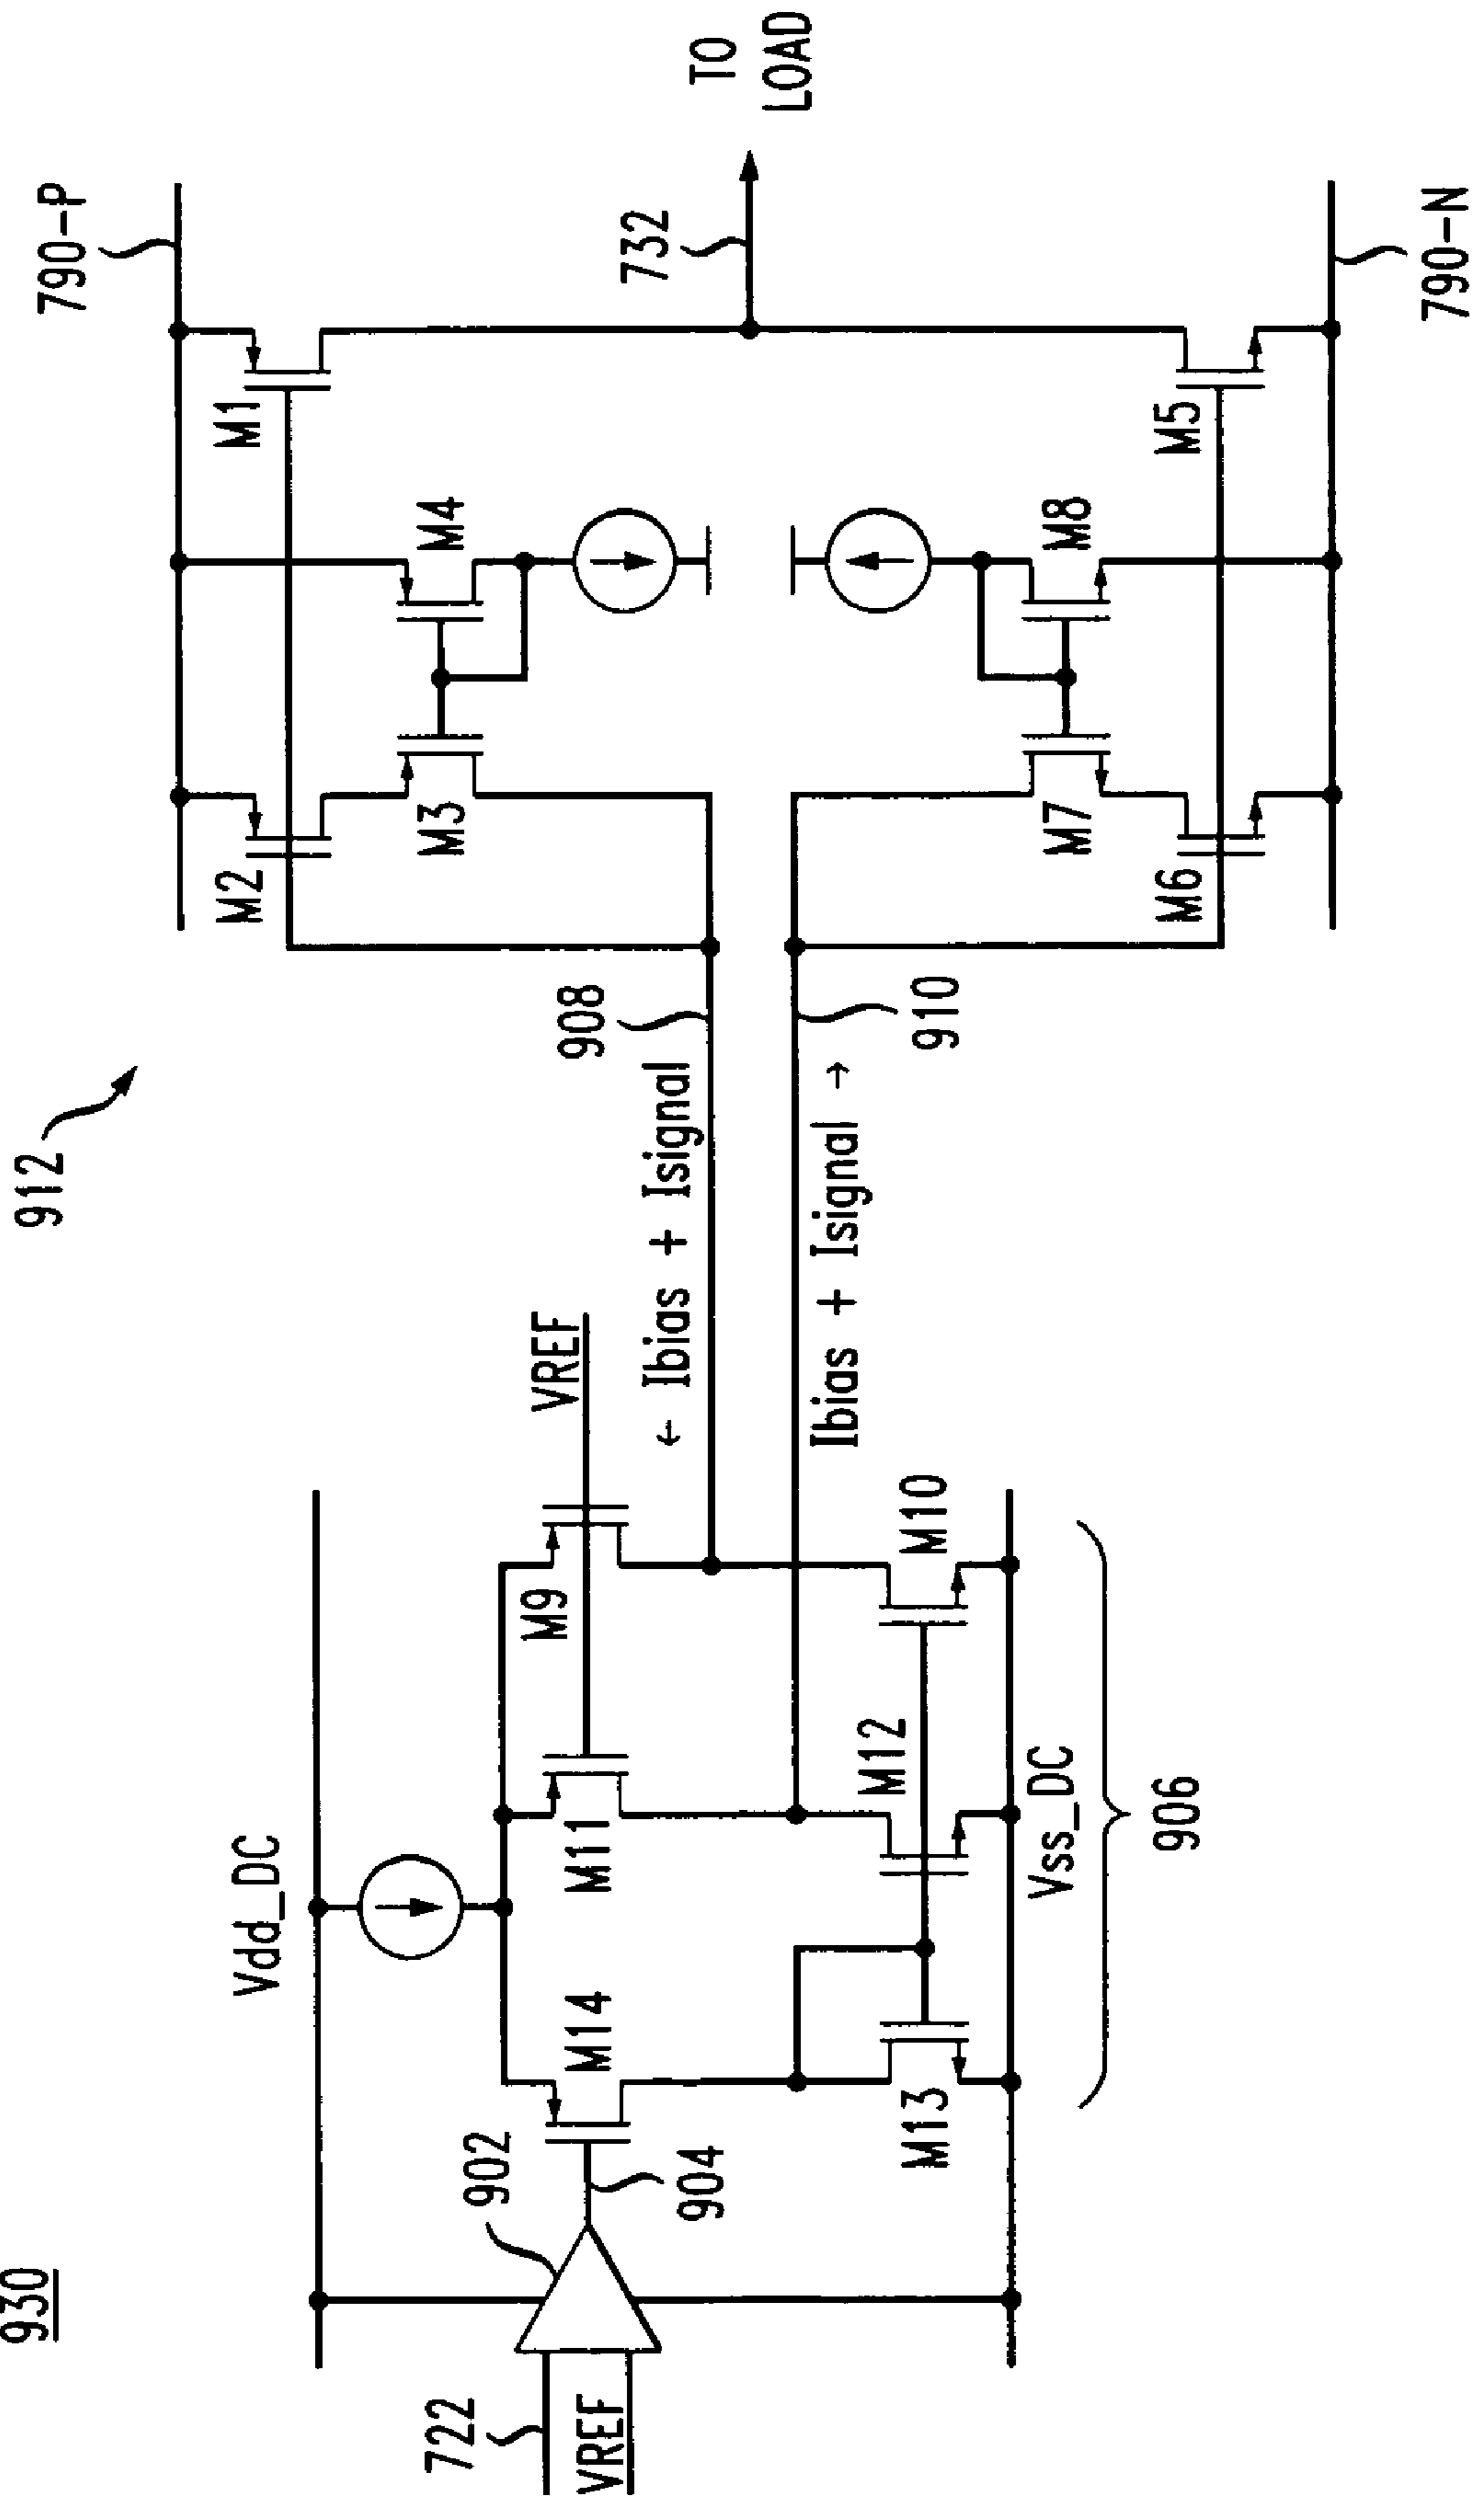 930
912
790-P
Vdd_DC
M2
M1
M4
M3
TO
LOAD
732
VREF
908
← Ibias + Isignal
M9
M14
M11
902
722
VREF
904
Ibias + Isignal →
910
M12
M10
M13
M8
M7
M6
M5
Vss_DC
906
790-N